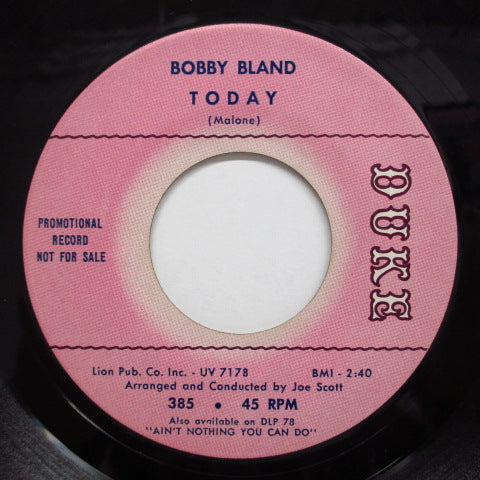 BOBBY BLAND
TODAY
(Malone)
PROMOTIONAL
RECORD
NOT FOR SALE
DUKE
Lion Pub. Co. Inc. - UV 7178
BMI - 2:40
Arranged and Conducted by Joe Scott
385 • 45 RPM
Also available on DLP 78
"AIN'T NOTHING YOU CAN DO"